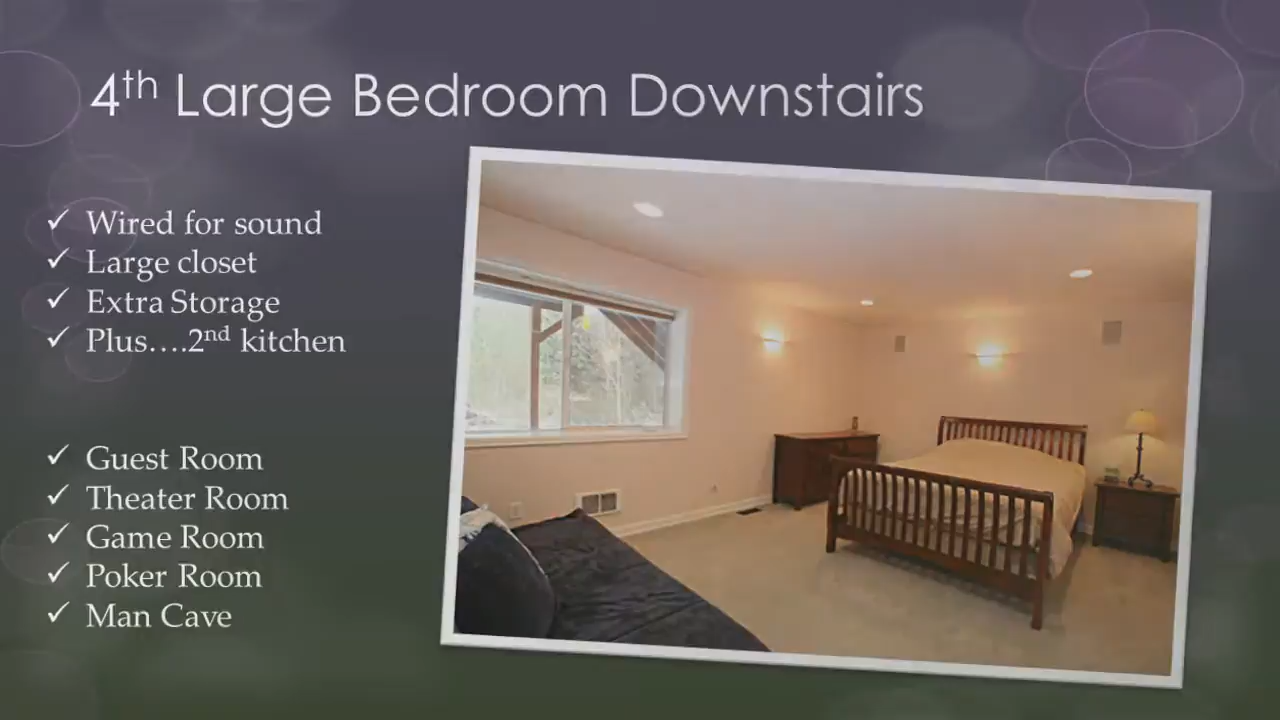 4th Large Bedroom Downstairs
✓ Wired for sound
✓ Large closet
✓ Extra Storage
✓ Plus….2nd kitchen
✓ Guest Room
✓ Theater Room
✓ Game Room
✓ Poker Room
✓ Man Cave